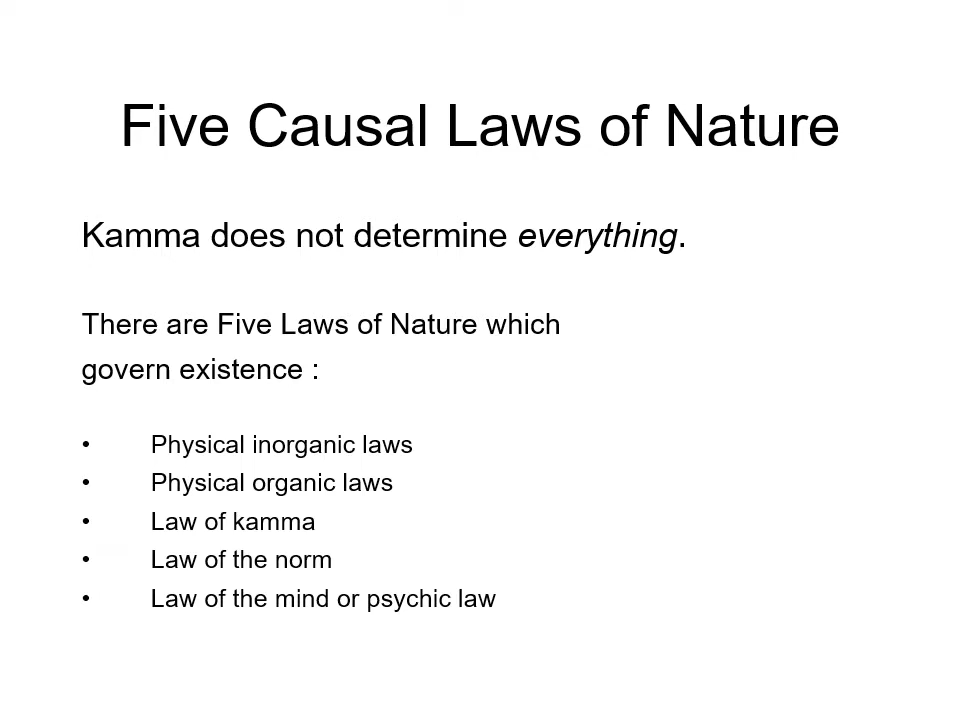 Five Causal Laws of Nature
Kamma does not determine everything.
There are Five Laws of Nature which
govern existence :
• Physical inorganic laws
• Physical organic laws
• Law of kamma
• Law of the norm
• Law of the mind or psychic law